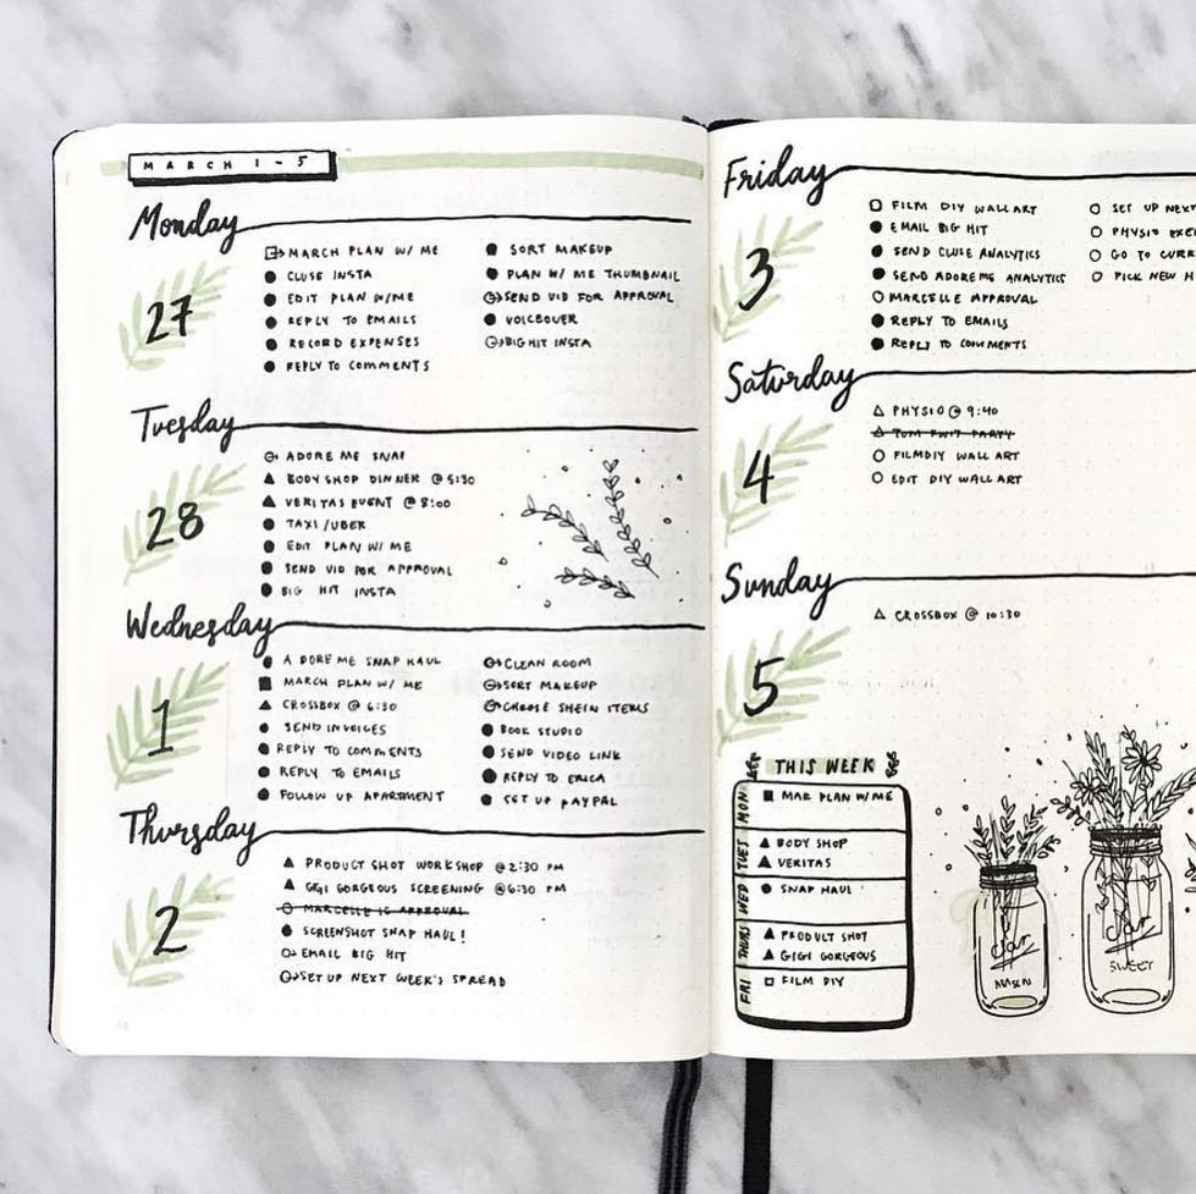 MARCH 1-5
Monday
27
MARCH PLAN W/ ME
CLUSE INSTA
EDIT PLAN W/ME
REPLY TO EMAILS
RECORD EXPENSES
REPLY TO COMMENTS
SORT MAKEUP
PLAN W/ ME THUMBNAIL
SEND VID FOR APPROVAL
VOICEOVER
BIG HIT INSTA
Tuesday
28
ADORE ME SNAP
BODY SHOP DINNER @ 5:30
VERITAS EVENT @ 8:00
TAXI/UBER
EDIT PLAN W/ ME
SEND VID FOR APPROVAL
BIG HIT INSTA
Wednesday
1
ADORE ME SNAP HAUL
MARCH PLAN W/ ME
CROSSBOX @ 6:30
SEND INVOICES
REPLY TO COMMENTS
REPLY TO EMAILS
FOLLOW UP APARTMENT
CLEAN ROOM
SORT MAKEUP
CHOOSE SHEIN ITEMS
BOOK STUDIO
SEND VIDEO LINK
REPLY TO ERICA
SET UP PAYPAL
Thursday
2
PRODUCT SHOT WORKSHOP @ 2:30 PM
GIGI GORGEOUS SCREENING @ 6:30 PM
MARCELLE IG APPROVAL
SCREENSHOT SNAP HAUL!
EMAIL BIG HIT
SET UP NEXT WEEK'S SPREAD
Friday
3
FILM DIY WALL ART
EMAIL BIG HIT
SEND CLUSE ANALYTICS
SEND ADORE ME ANALYTICS
MARCELLE APPROVAL
REPLY TO EMAILS
REPLY TO COMMENTS
SET UP NEXT
PHYSIO EXE
GO TO CURR
PICK NEW H
Saturday
4
PHYSIO @ 9:40
TOM PARTY
FILM DIY WALL ART
EDIT DIY WALL ART
Sunday
5
CROSSBOX @ 10:30
THIS WEEK
MON
MAR PLAN W/ME
TUES
BODY SHOP
VERITAS
WED
SNAP HAUL
THURS
PRODUCT SHOT
GIGI GORGEOUS
FRI
FILM DIY
Jar
MASON
Jar
SWEET